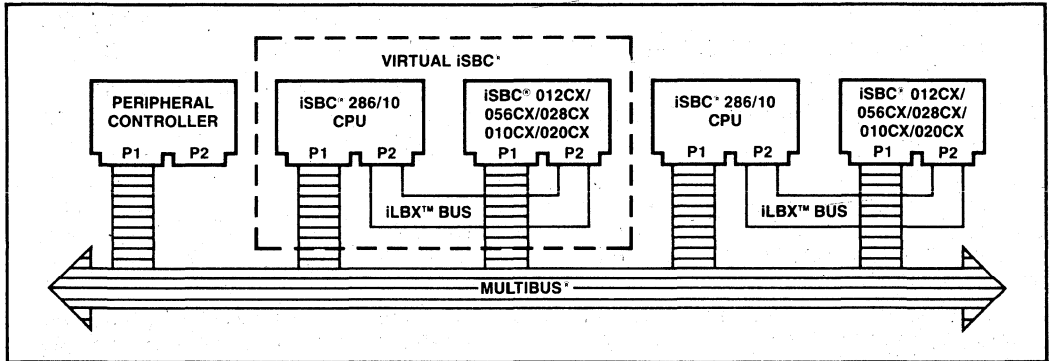 VIRTUAL iSBC®
PERIPHERAL
CONTROLLER
P1 P2
iSBC® 286/10
CPU
P1 P2
iSBC® 012CX/
056CX/028CX
010CX/020CX
P1 P2
iLBX™ BUS
iSBC® 286/10
CPU
P1 P2
iSBC® 012CX/
056CX/028CX/
010CX/020CX
P1 P2
iLBX™ BUS
MULTIBUS®